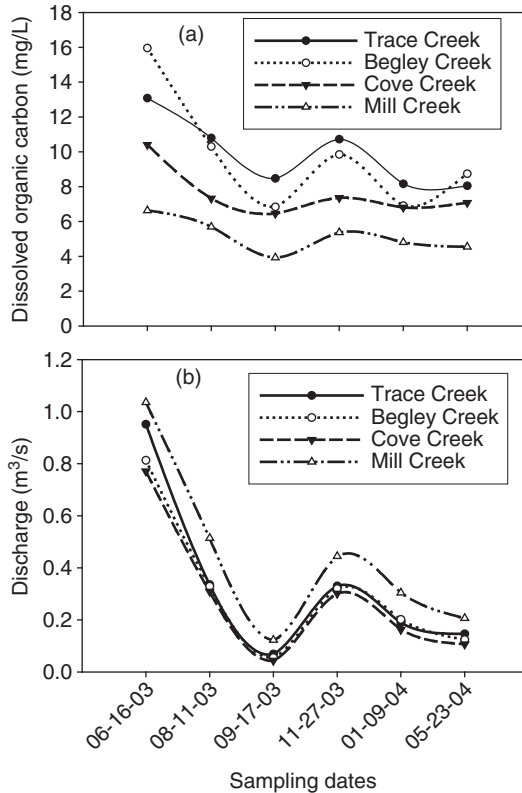 18
16
14
12
10
8
6
4
2
0
Dissolved organic carbon (mg/L)
(a)
Trace Creek
Begley Creek
Cove Creek
Mill Creek
1.2
1.0
0.8
0.6
0.4
0.2
0.0
Discharge (m³/s)
(b)
Trace Creek
Begley Creek
Cove Creek
Mill Creek
06-16-03
08-11-03
09-17-03
11-27-03
01-09-04
05-23-04
Sampling dates